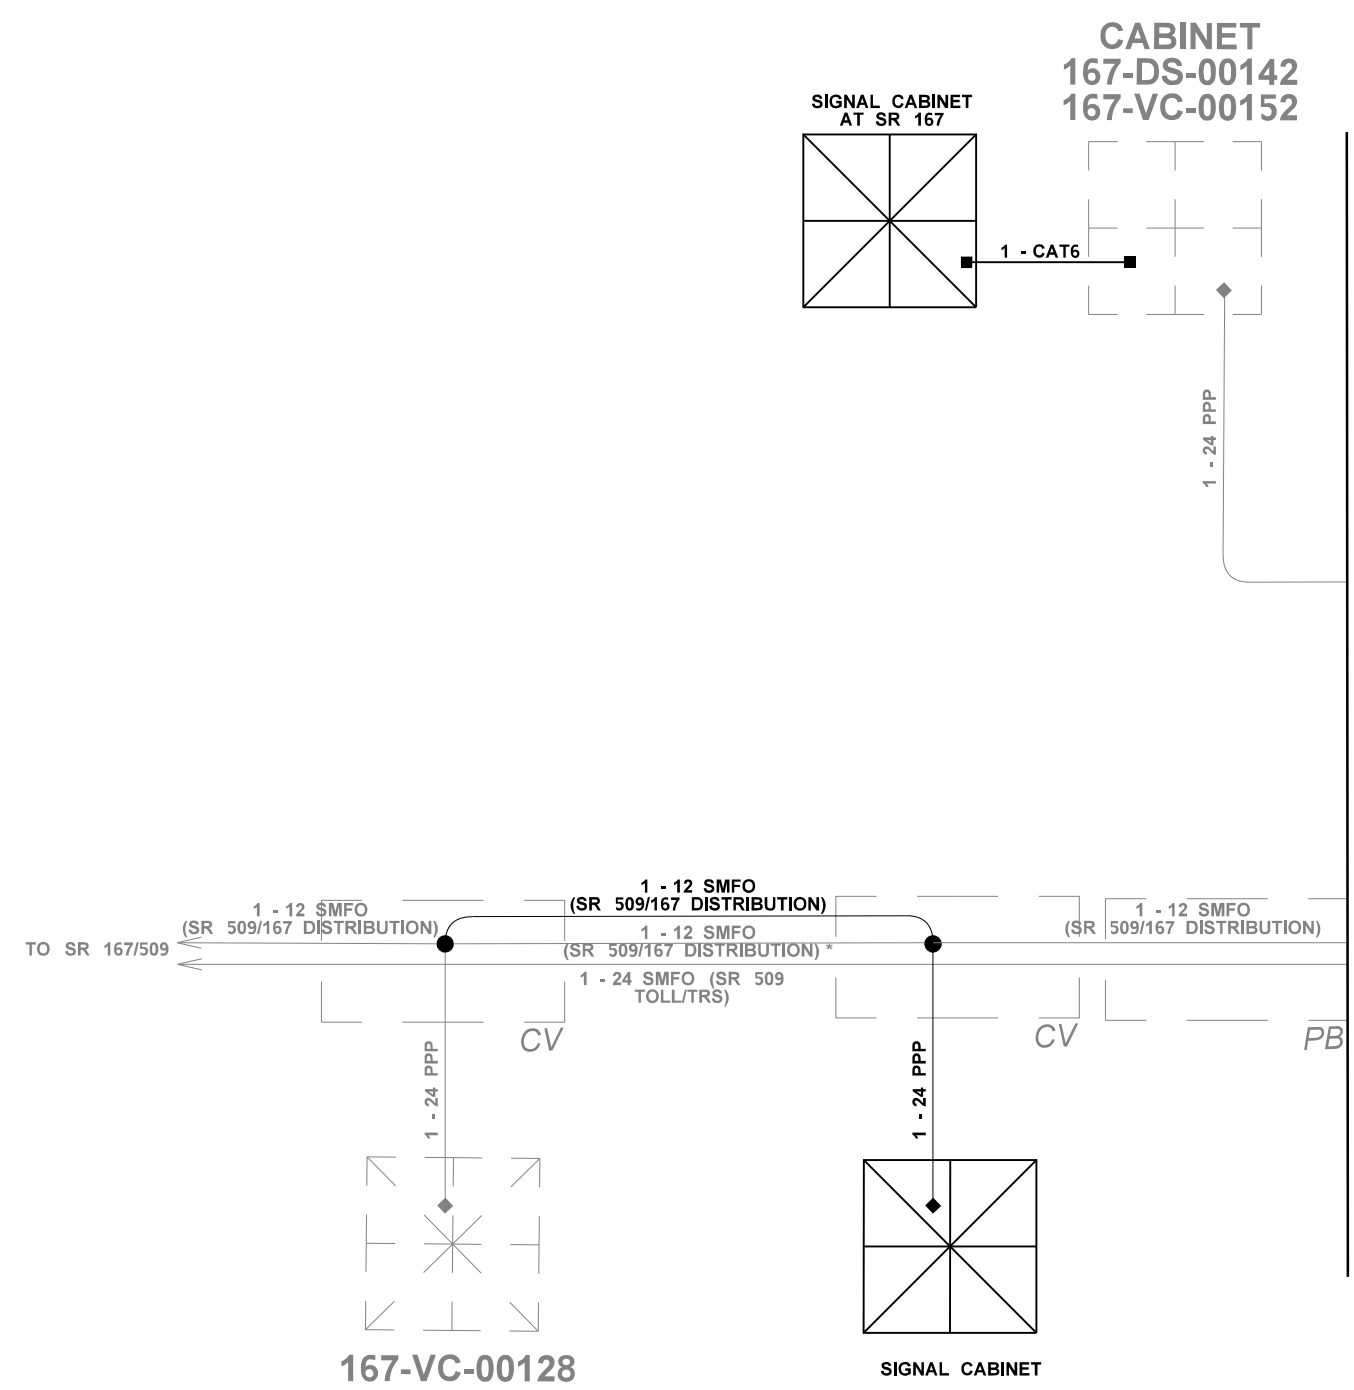 CABINET
167-DS-00142
167-VC-00152
SIGNAL CABINET
AT SR 167
1 - CAT6
1 - 24 PPP
1 - 12 SMFO
(SR 509/167 DISTRIBUTION)
1 - 12 SMFO
(SR 509/167 DISTRIBUTION)
1 - 12 SMFO
(SR 509/167 DISTRIBUTION)
TO SR 167/509
1 - 12 SMFO
(SR 509/167 DISTRIBUTION) *
1 - 24 SMFO (SR 509
TOLL/TRS)
CV
CV
PB
1 - 24 PPP
1 - 24 PPP
167-VC-00128
SIGNAL CABINET